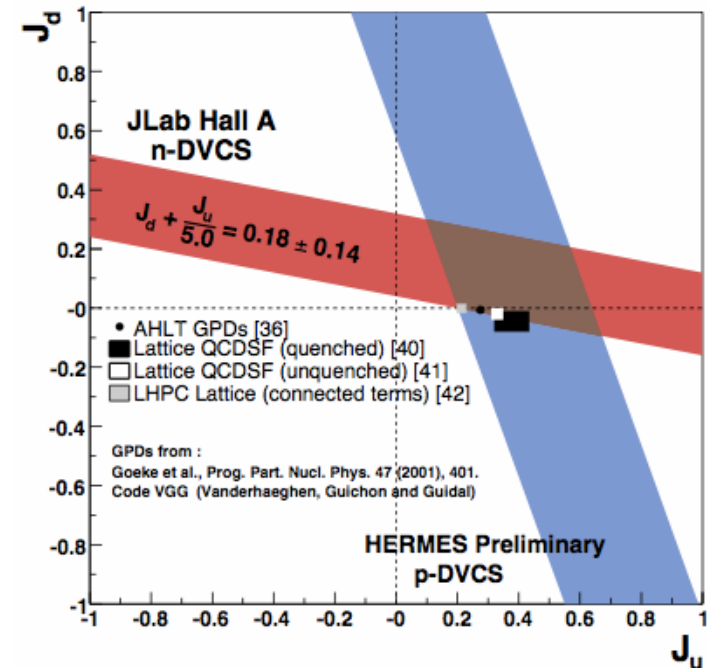 J_d
1
0.8
0.6
JLab Hall A
n-DVCS
0.4
J_d + J_u/5.0 = 0.18 ± 0.14
0.2
-0
AHLT GPDs [36]
Lattice QCDSF (quenched) [40]
-0.2
Lattice QCDSF (unquenched) [41]
LHPC Lattice (connected terms) [42]
-0.4
GPDs from :
Goeke et al., Prog. Part. Nucl. Phys. 47 (2001), 401.
-0.6
Code VGG (Vanderhaeghen, Guichon and Guidal)
-0.8
HERMES Preliminary
p-DVCS
-1
-1 -0.8 -0.6 -0.4 -0.2 -0 0.2 0.4 0.6 0.8 1
J_u